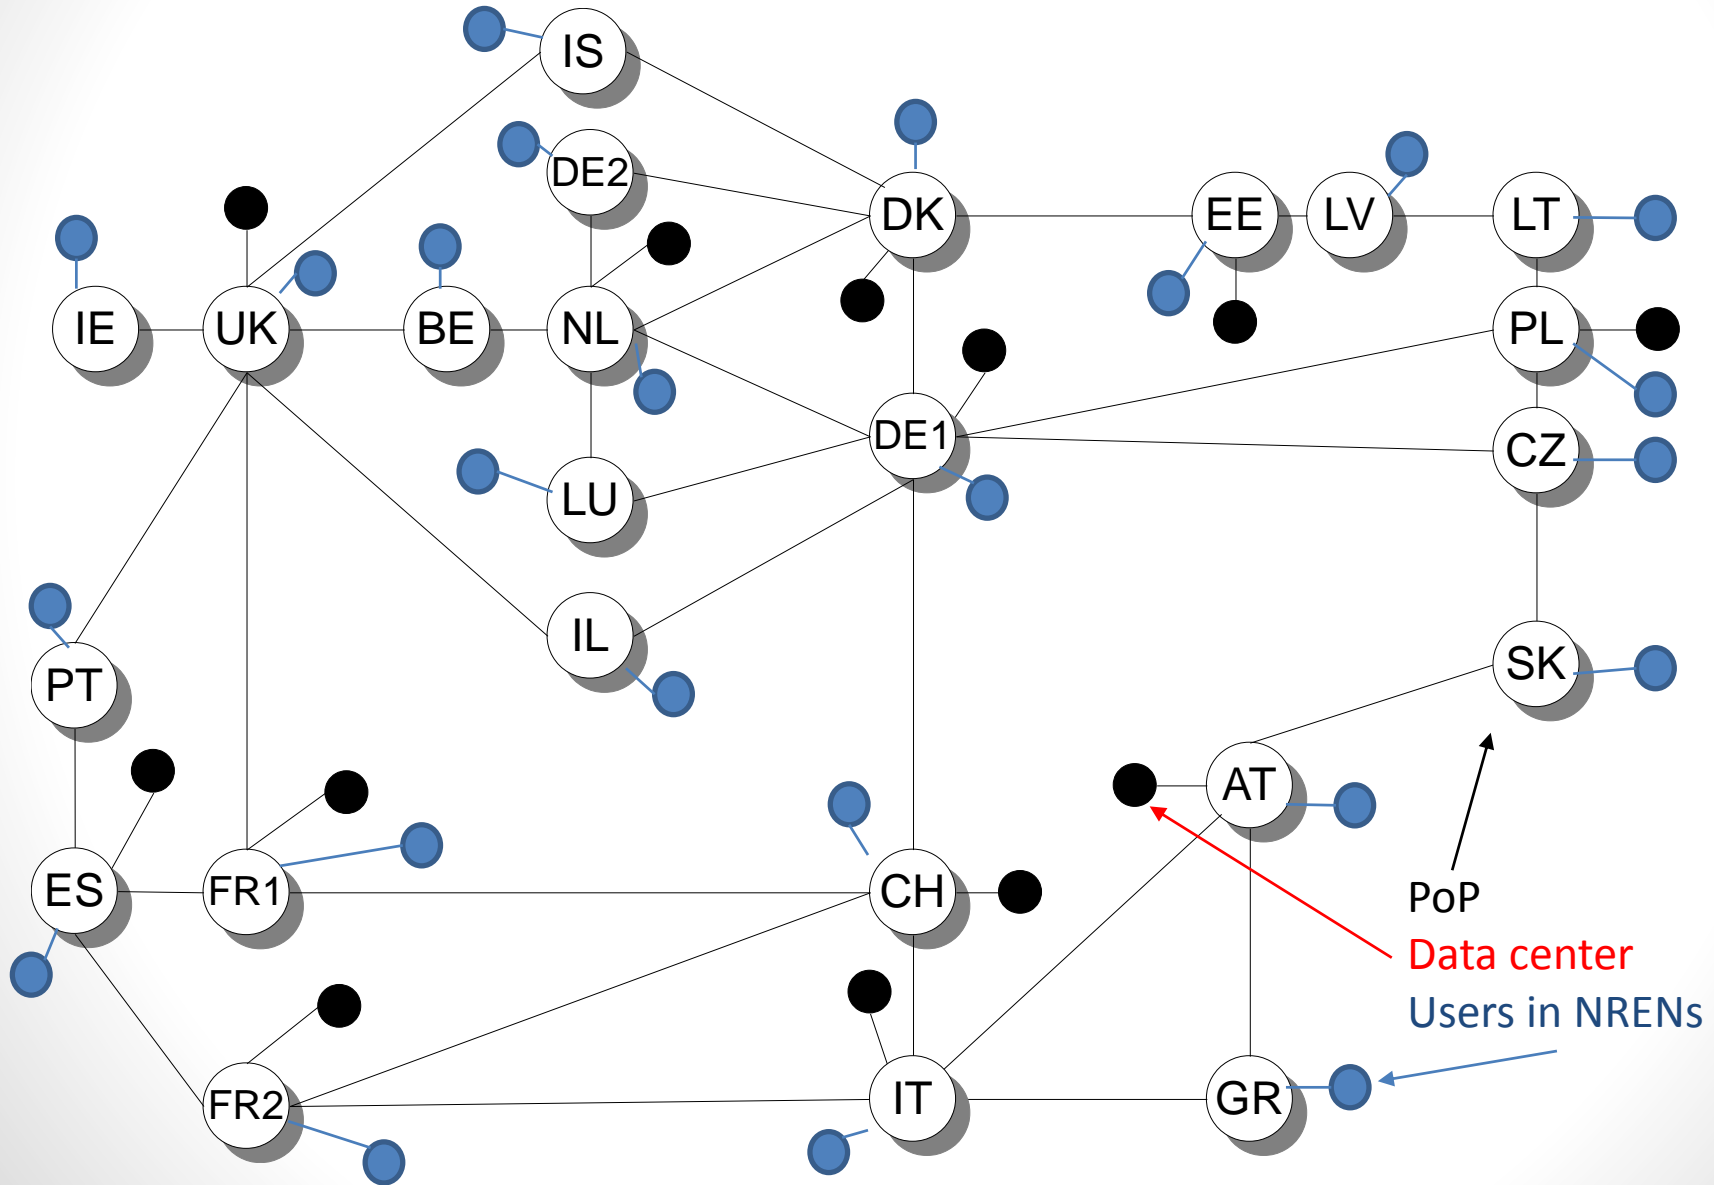 IS
DE2
DK
EE
LV
LT
IE
UK
BE
NL
PL
DE1
CZ
LU
IL
SK
PT
AT
ES
FR1
CH
PoP
Data center
Users in NRENs
FR2
IT
GR